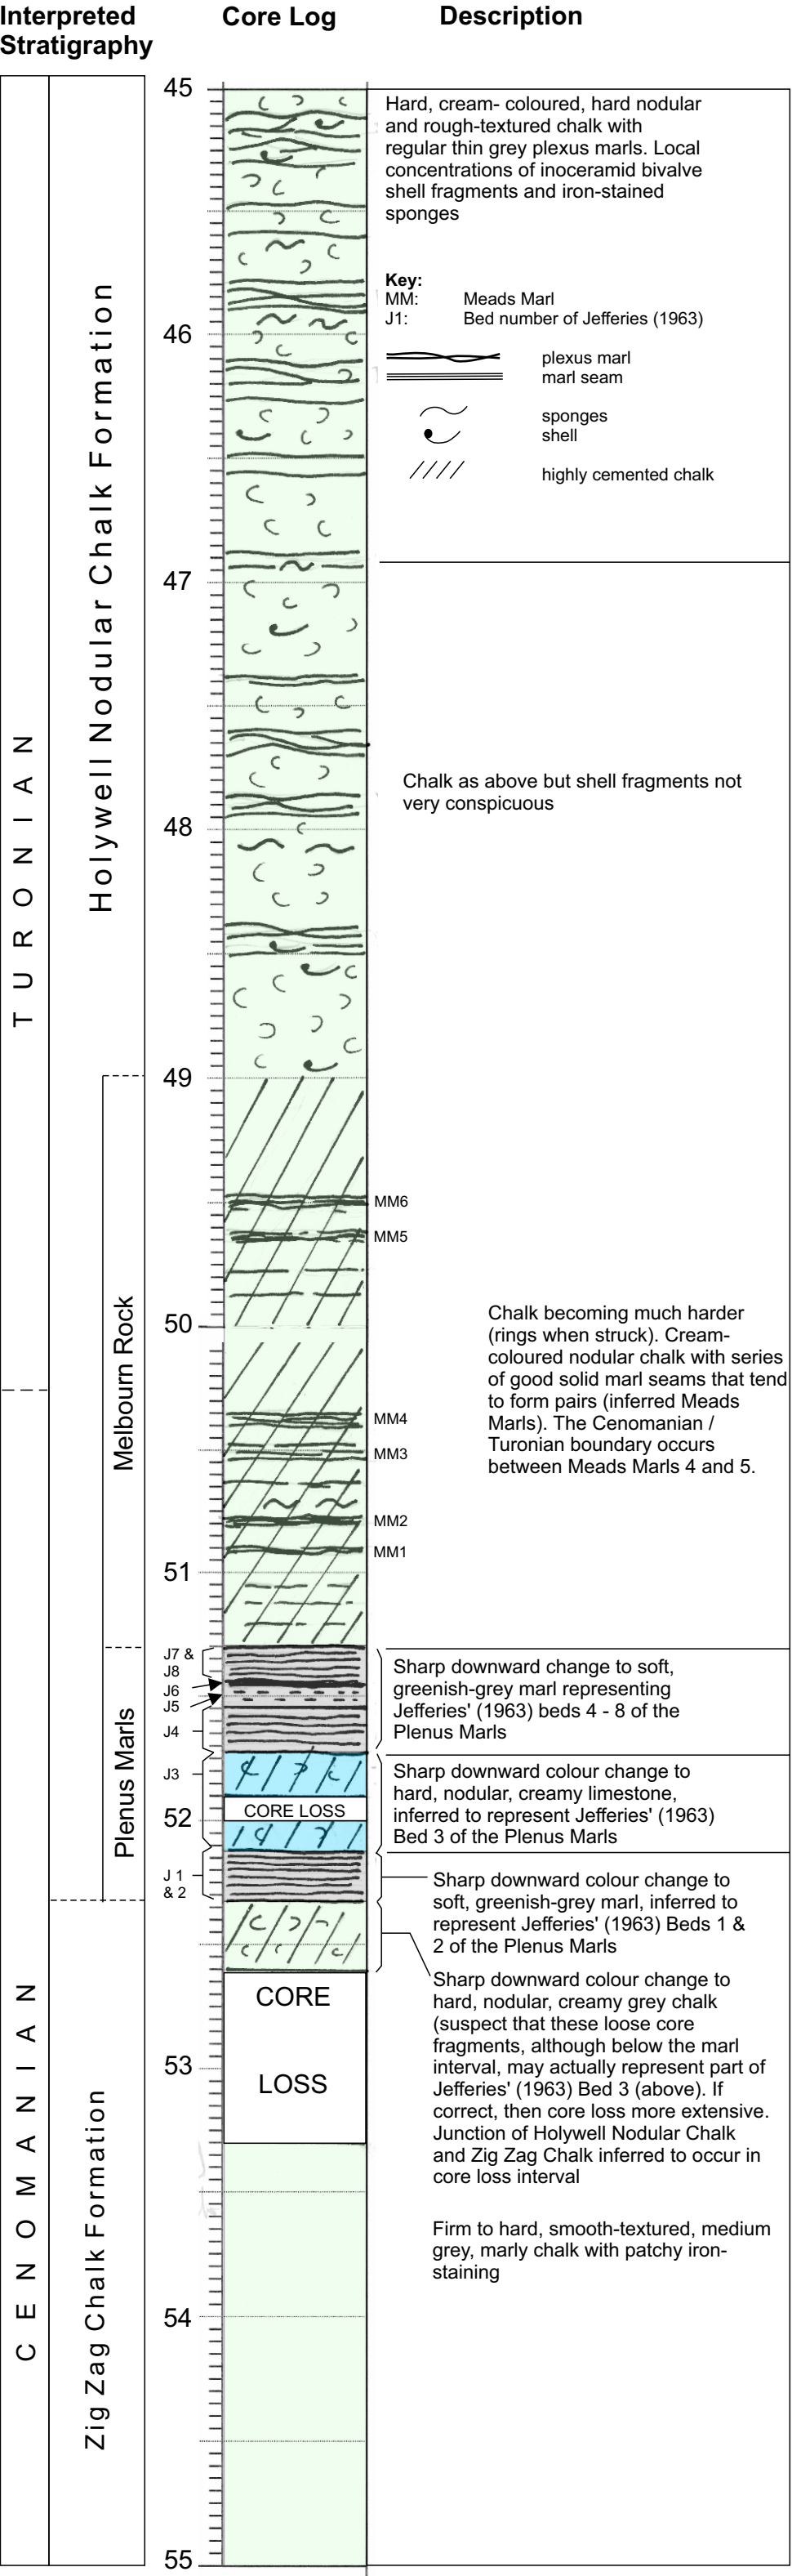 Interpreted
Stratigraphy
Core Log
Description
TURONIAN
CENOMANIAN
Holywell Nodular Chalk Formation
Zig Zag Chalk Formation
Melbourn Rock
Plenus Marls
45
46
47
48
49
50
51
52
53
54
55
Hard, cream- coloured, hard nodular
and rough-textured chalk with
regular thin grey plexus marls. Local
concentrations of inoceramid bivalve
shell fragments and iron-stained
sponges
Key:
MM: Meads Marl
J1: Bed number of Jefferies (1963)
plexus marl
marl seam
sponges
shell
highly cemented chalk
Chalk as above but shell fragments not
very conspicuous
MM6
MM5
MM4
MM3
MM2
MM1
Chalk becoming much harder
(rings when struck). Cream-
coloured nodular chalk with series
of good solid marl seams that tend
to form pairs (inferred Meads
Marls). The Cenomanian /
Turonian boundary occurs
between Meads Marls 4 and 5.
J7 &
J8
J6
J5
J4
J3
J 1
& 2
CORE LOSS
CORE
LOSS
Sharp downward change to soft,
greenish-grey marl representing
Jefferies' (1963) beds 4 - 8 of the
Plenus Marls
Sharp downward colour change to
hard, nodular, creamy limestone,
inferred to represent Jefferies' (1963)
Bed 3 of the Plenus Marls
Sharp downward colour change to
soft, greenish-grey marl, inferred to
represent Jefferies' (1963) Beds 1 &
2 of the Plenus Marls
Sharp downward colour change to
hard, nodular, creamy grey chalk
(suspect that these loose core
fragments, although below the marl
interval, may actually represent part of
Jefferies' (1963) Bed 3 (above). If
correct, then core loss more extensive.
Junction of Holywell Nodular Chalk
and Zig Zag Chalk inferred to occur in
core loss interval
Firm to hard, smooth-textured, medium
grey, marly chalk with patchy iron-
staining